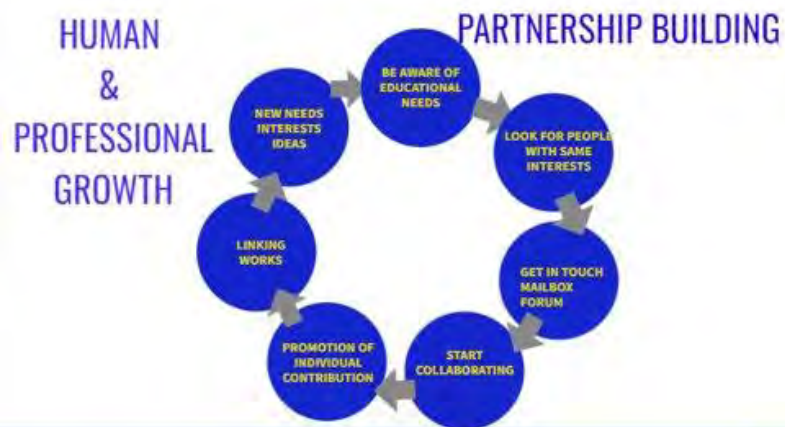 HUMAN
&
PROFESSIONAL
GROWTH
PARTNERSHIP BUILDING
BE AWARE OF
EDUCATIONAL
NEEDS
LOOK FOR PEOPLE
WITH SAME
INTERESTS
GET IN TOUCH
MAILBOX
FORUM
START
COLLABORATING
PROMOTION OF
INDIVIDUAL
CONTRIBUTION
LINKING
WORKS
NEW NEEDS
INTERESTS
IDEAS